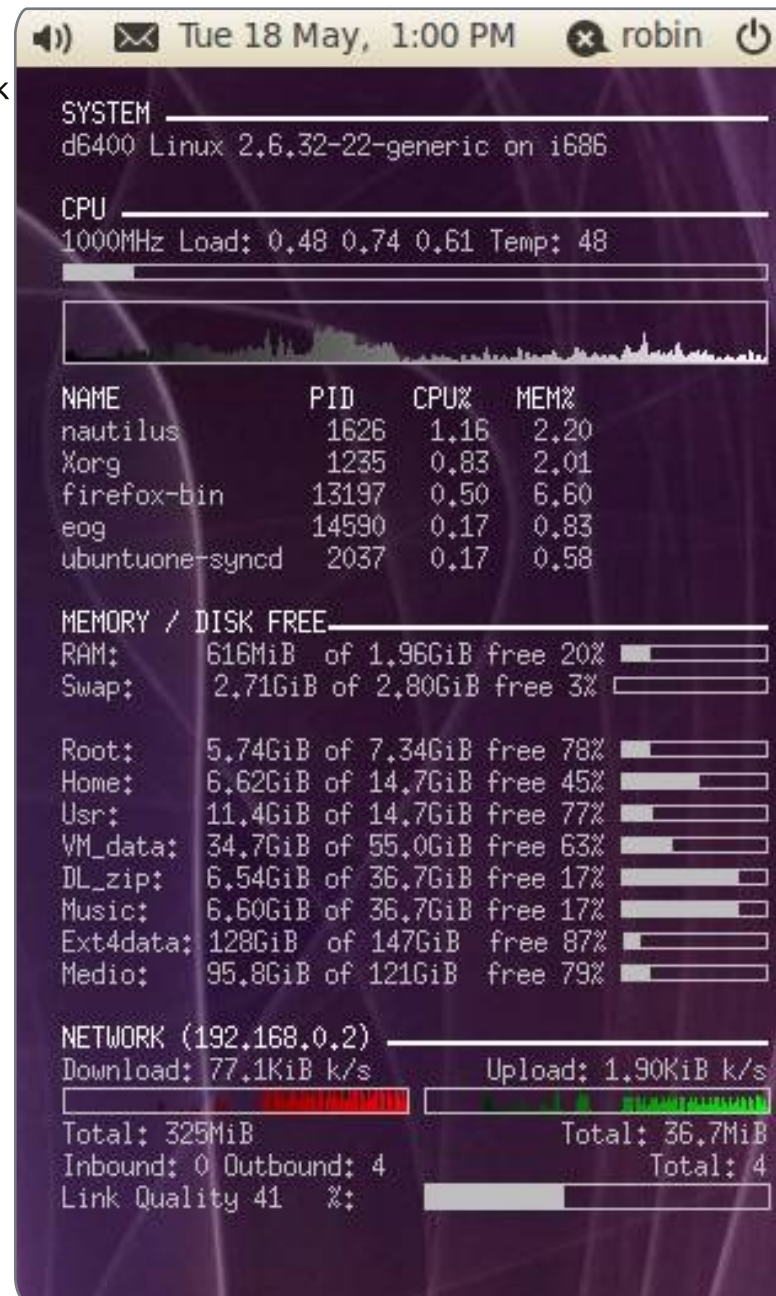 Tue 18 May, 1:00 PM robin
k
SYSTEM
d6400 Linux 2.6.32-22-generic on i686
CPU
1000MHz Load: 0.48 0.74 0.61 Temp: 48
NAME PID CPU% MEM%
nautilus 1626 1.16 2.20
Xorg 1235 0.83 2.01
firefox-bin 13197 0.50 6.60
eog 14590 0.17 0.83
ubuntuone-syncd 2037 0.17 0.58
MEMORY / DISK FREE
RAM: 616MiB of 1.96GiB free 20%
Swap: 2.71GiB of 2.80GiB free 3%
Root: 5.74GiB of 7.34GiB free 78%
Home: 6.62GiB of 14.7GiB free 45%
Usr: 11.4GiB of 14.7GiB free 77%
VM_data: 34.7GiB of 55.0GiB free 63%
DL_zip: 6.54GiB of 36.7GiB free 17%
Music: 6.60GiB of 36.7GiB free 17%
Ext4data: 128GiB of 147GiB free 87%
Medio: 95.8GiB of 121GiB free 79%
NETWORK (192.168.0.2)
Download: 77.1KiB k/s Upload: 1.90KiB k/s
Total: 325MiB Total: 36.7MiB
Inbound: 0 Outbound: 4 Total: 4
Link Quality 41 %: